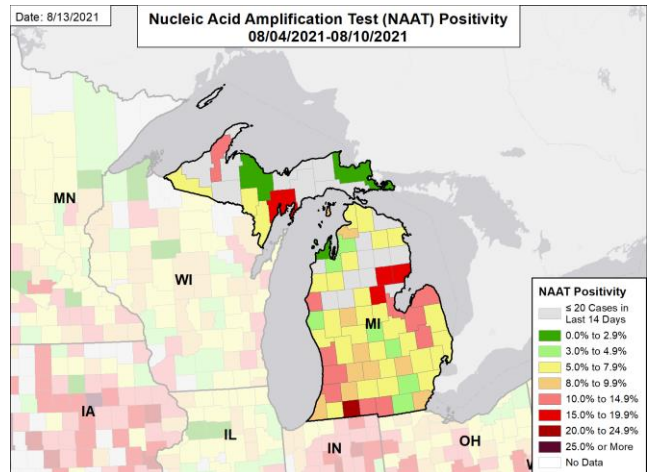 Date: 8/13/2021
Nucleic Acid Amplification Test (NAAT) Positivity
08/04/2021-08/10/2021
MN
WI
MI
IA
IL
IN
OH
NAAT Positivity
≤ 20 Cases in
Last 14 Days
0.0% to 2.9%
3.0% to 4.9%
5.0% to 7.9%
8.0% to 9.9%
10.0% to 14.9%
15.0% to 19.9%
20.0% to 24.9%
25.0% or More
No Data